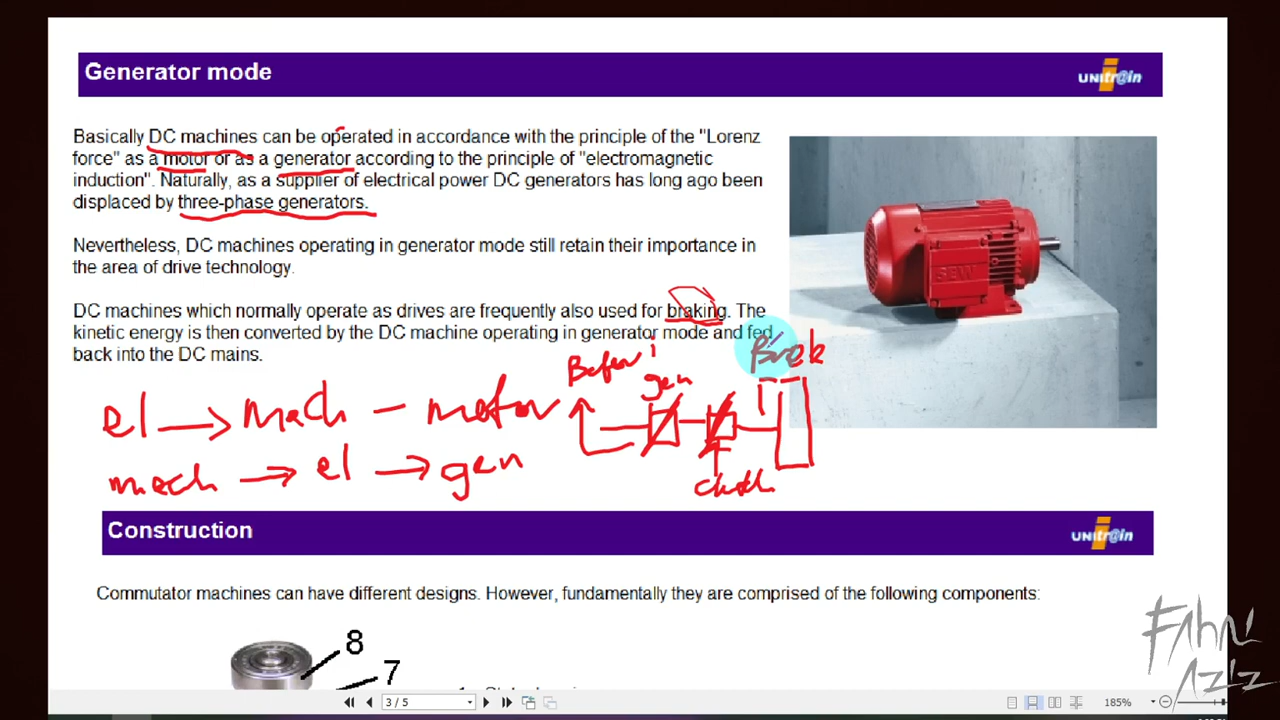 Generator mode
UNITr@in
Basically DC machines can be operated in accordance with the principle of the "Lorenz
force" as a motor or as a generator according to the principle of "electromagnetic
induction". Naturally, as a supplier of electrical power DC generators has long ago been
displaced by three-phase generators.
Nevertheless, DC machines operating in generator mode still retain their importance in
the area of drive technology.
DC machines which normally operate as drives are frequently also used for braking. The
kinetic energy is then converted by the DC machine operating in generator mode and fed
back into the DC mains.
SEW
el → mech - motor
mech → el → gen
gen
Brek
Construction
UNITr@in
Commutator machines can have different designs. However, fundamentally they are comprised of the following components:
8
7
FAHMI
AZIZ
3 / 5
185%